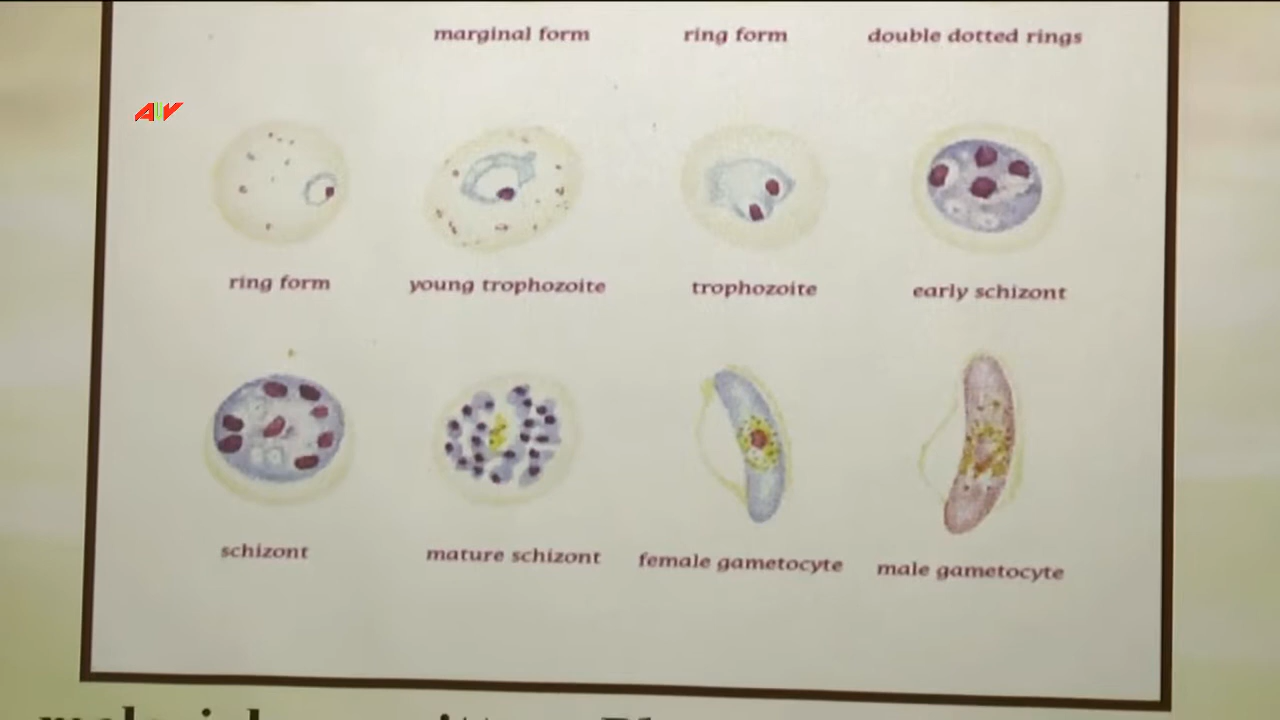 marginal form
ring form
double dotted rings
AV
ring form
young trophozoite
trophozoite
early schizont
schizont
mature schizont
female gametocyte
male gametocyte